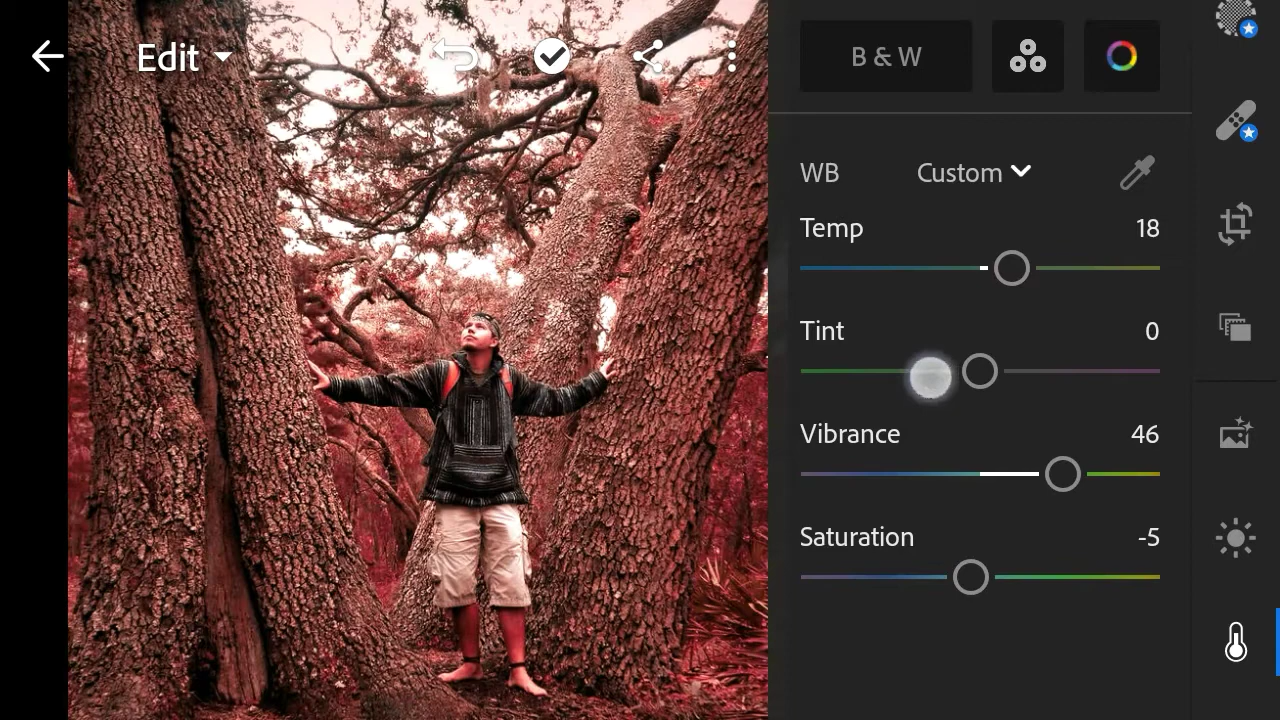 Edit
B & W
WB Custom
Temp 18
Tint 0
Vibrance 46
Saturation -5